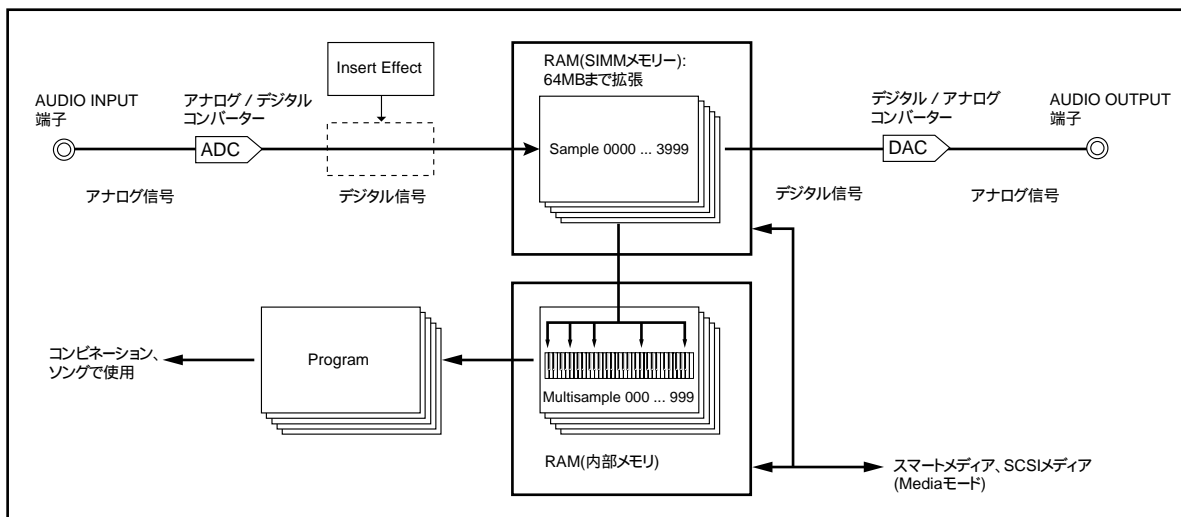 Insert Effect
RAM(SIMMメモリー):
64MBまで拡張
AUDIO INPUT
端子
アナログ / デジタル
コンバーター
デジタル / アナログ
コンバーター
AUDIO OUTPUT
端子
ADC
Sample 0000 ... 3999
DAC
アナログ信号
デジタル信号
デジタル信号
アナログ信号
コンビネーション、
ソングで使用
Program
Multisample 000 ... 999
RAM(内部メモリ)
スマートメディア、SCSIメディア
(Mediaモード)